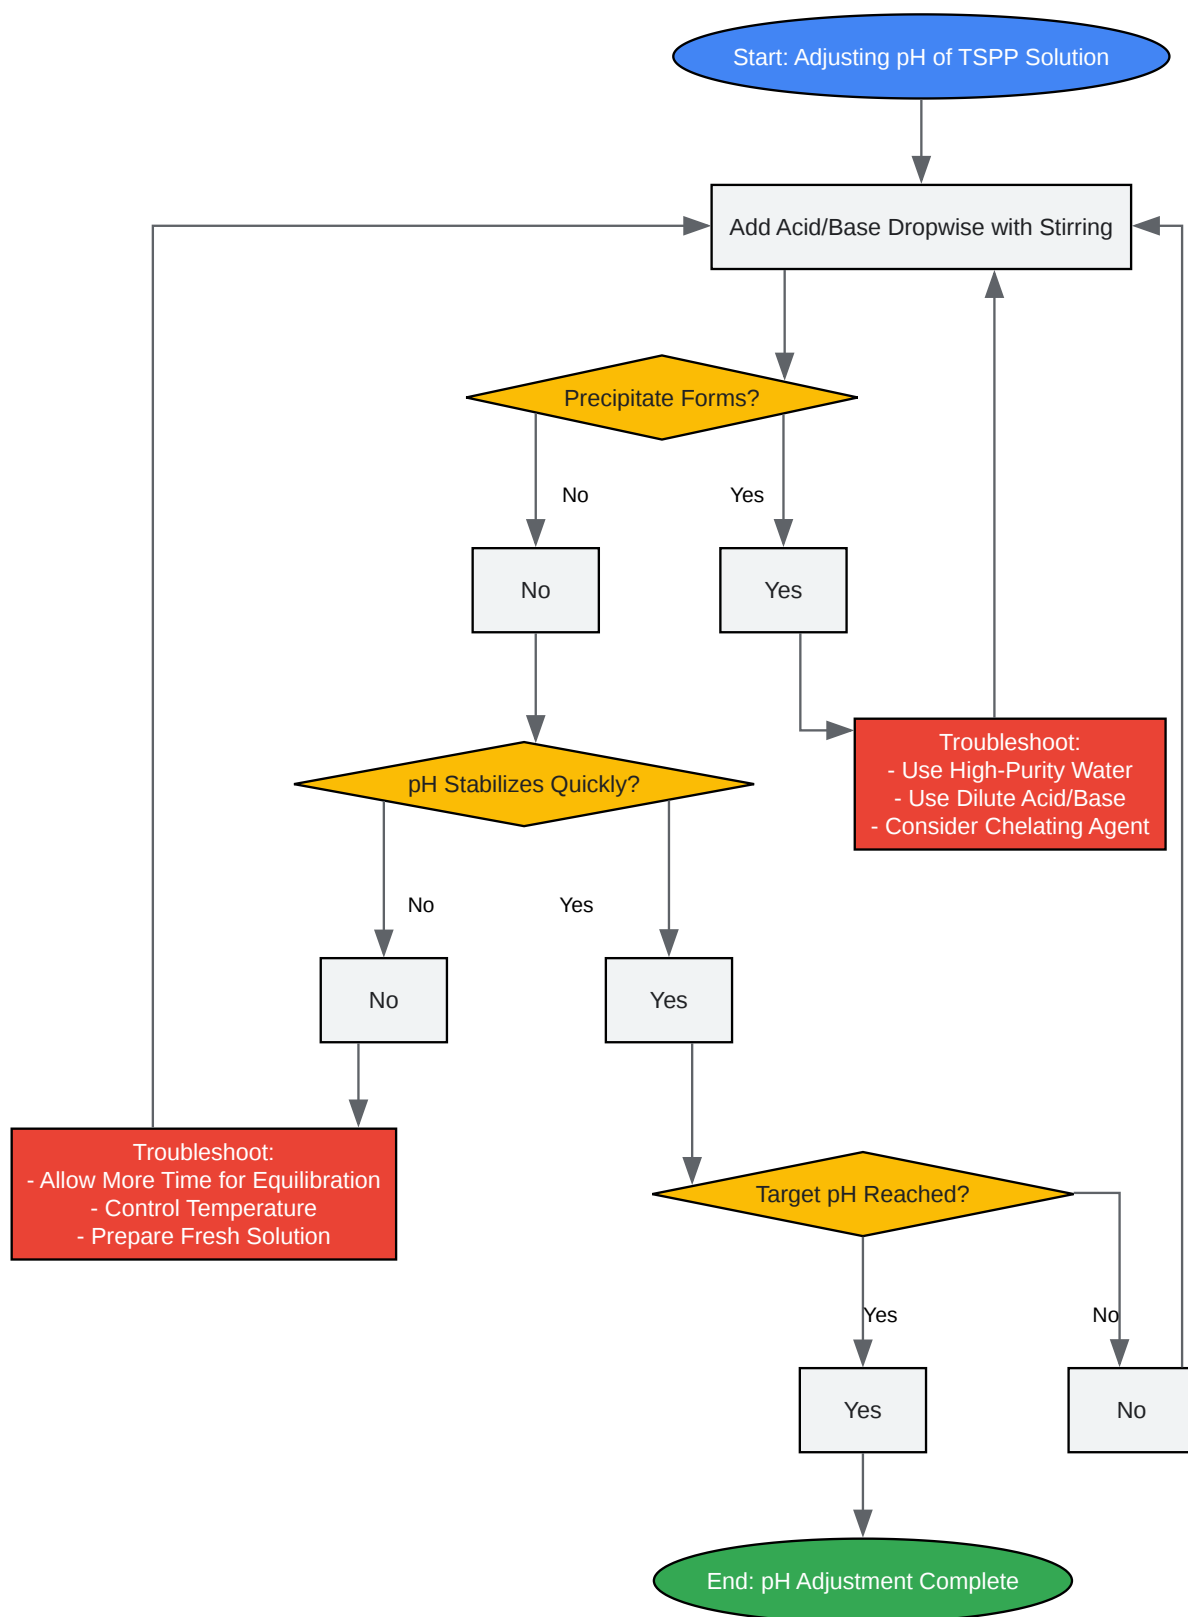 Start: Adjusting pH of TSPP Solution
Add Acid/Base Dropwise with Stirring
Precipitate Forms?
No
Yes
No
Yes
Troubleshoot:
- Use High-Purity Water
- Use Dilute Acid/Base
- Consider Chelating Agent
pH Stabilizes Quickly?
No
Yes
No
Yes
Troubleshoot:
- Allow More Time for Equilibration
- Control Temperature
- Prepare Fresh Solution
Target pH Reached?
Yes
No
Yes
No
End: pH Adjustment Complete